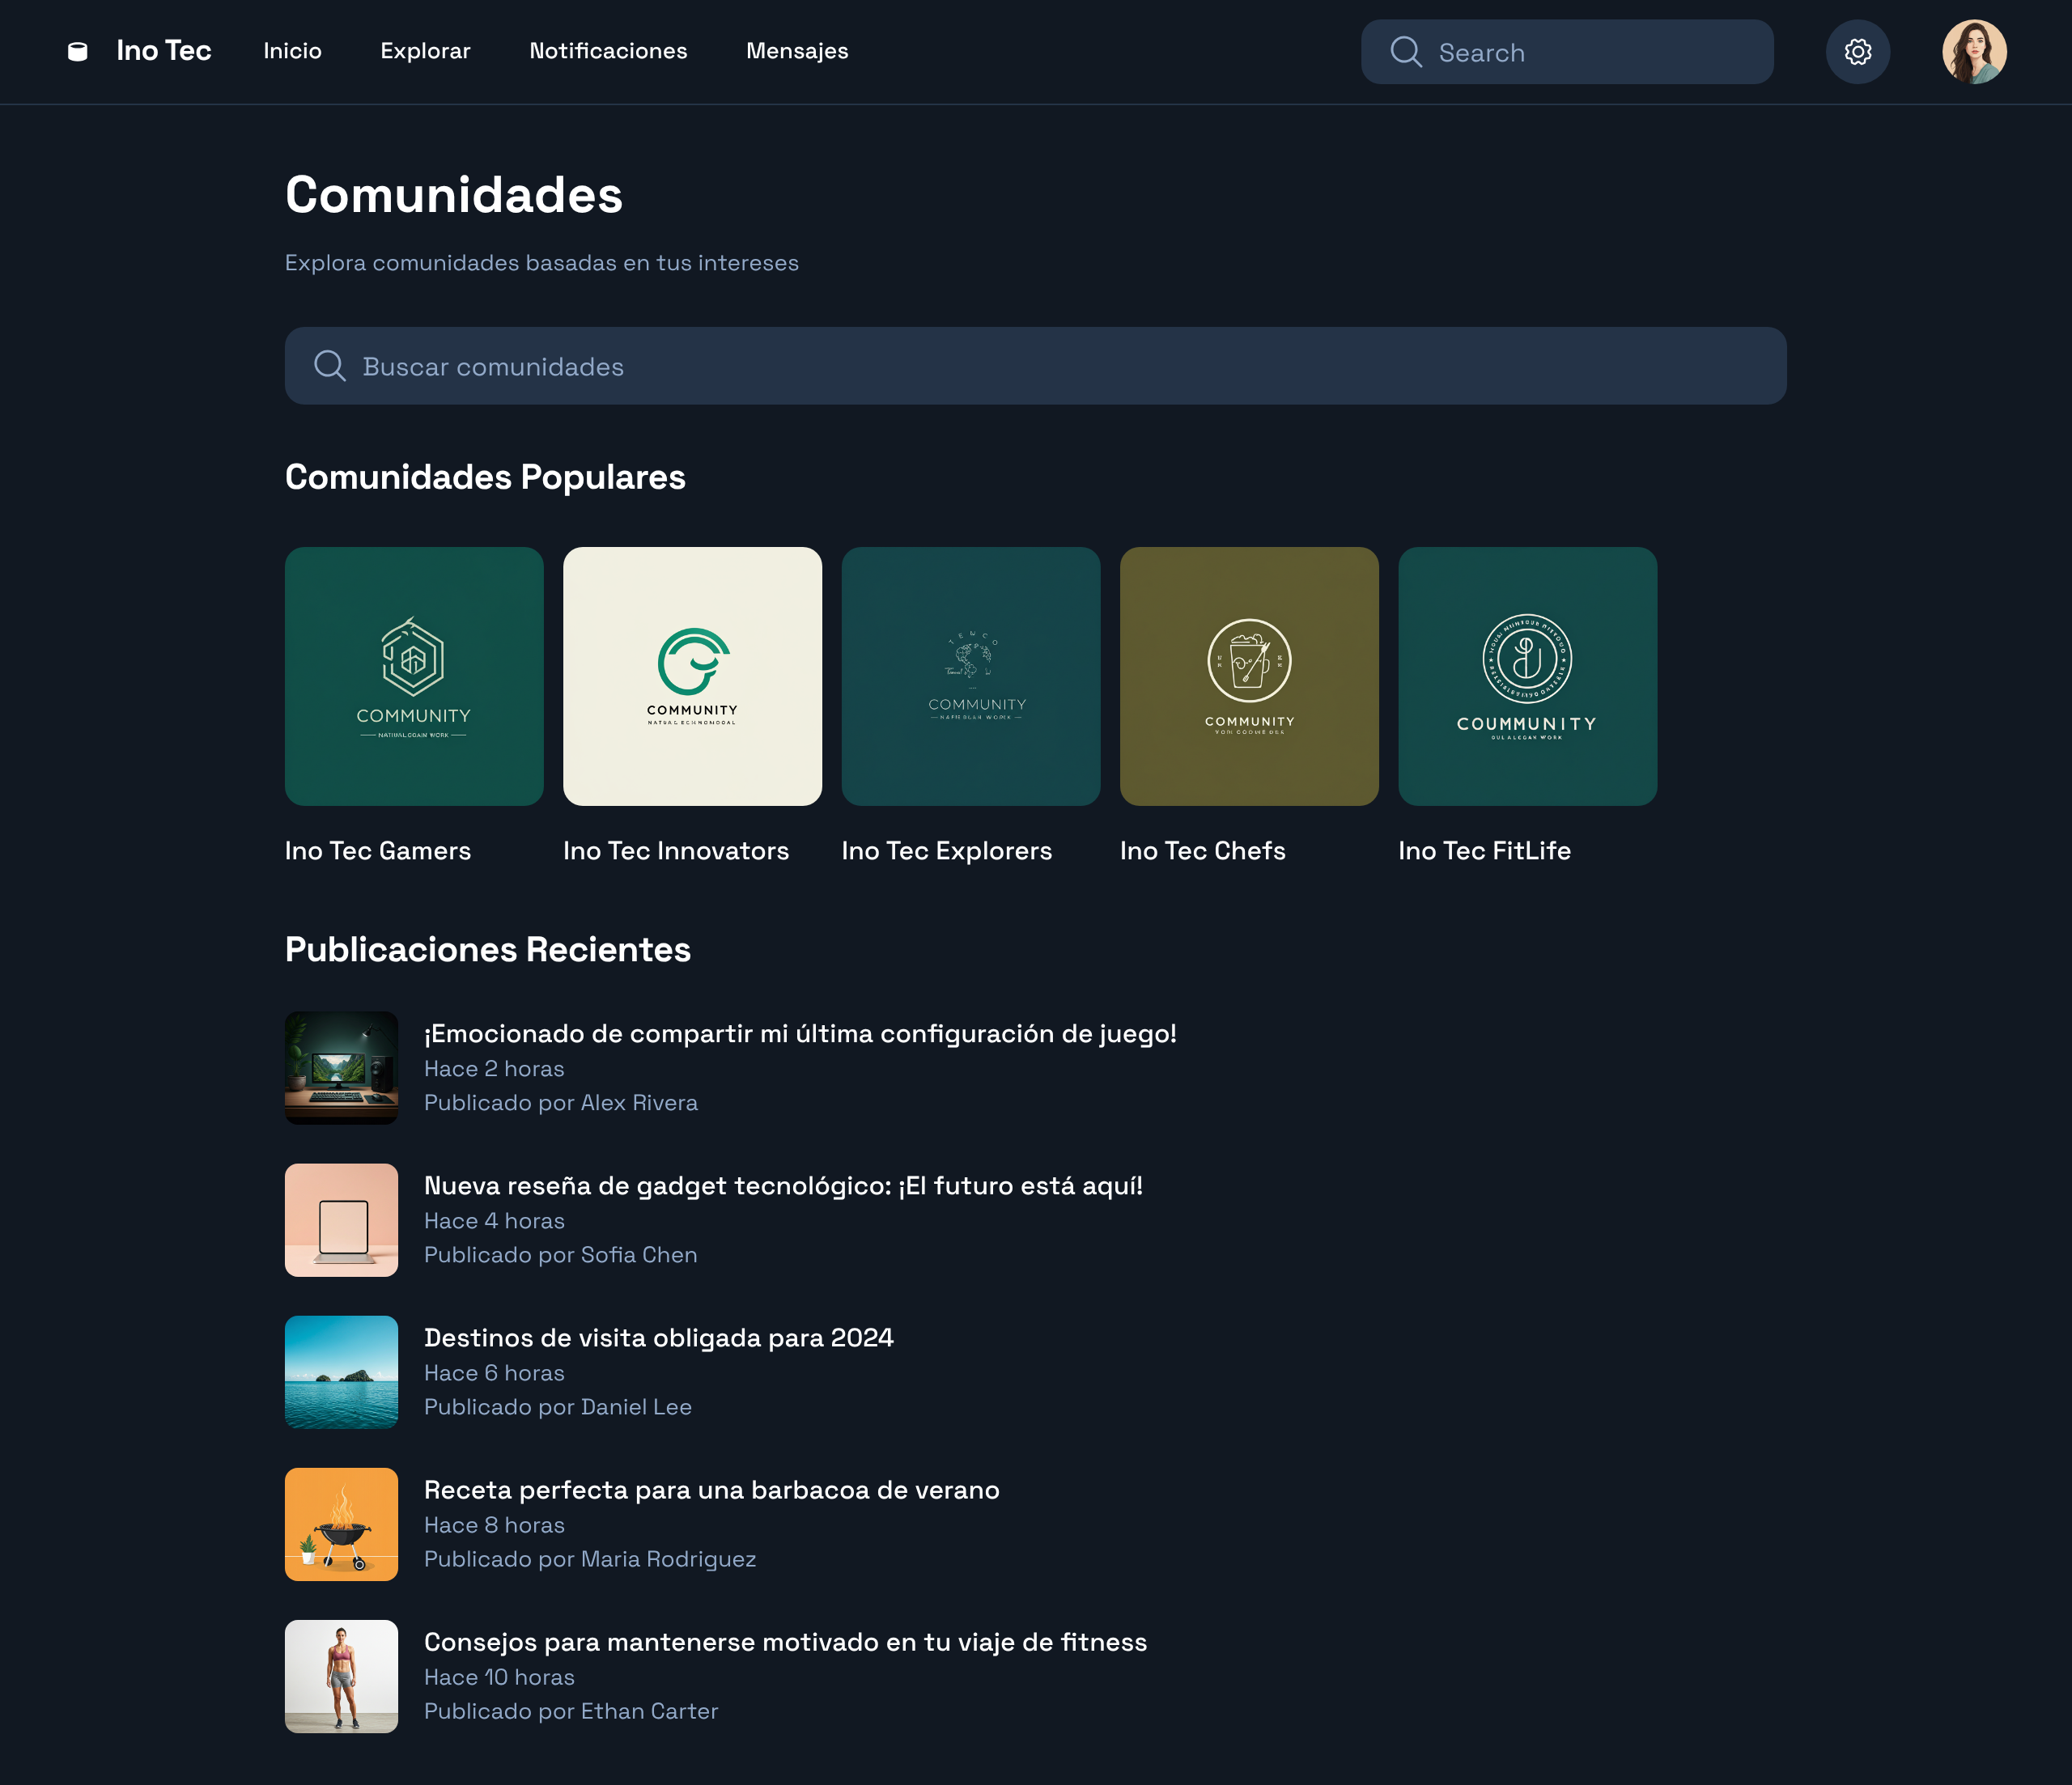 Ino Tec
Inicio
Explorar
Notificaciones
Mensajes
Search
Comunidades
Explora comunidades basadas en tus intereses
Buscar comunidades
Comunidades Populares
COMMUNITY
COMMUNITY
COMMUNITY
COMMUNITY
COUMMUNITY
Ino Tec Gamers
Ino Tec Innovators
Ino Tec Explorers
Ino Tec Chefs
Ino Tec FitLife
Publicaciones Recientes
¡Emocionado de compartir mi última configuración de juego!
Hace 2 horas
Publicado por Alex Rivera
Nueva reseña de gadget tecnológico: ¡El futuro está aquí!
Hace 4 horas
Publicado por Sofia Chen
Destinos de visita obligada para 2024
Hace 6 horas
Publicado por Daniel Lee
Receta perfecta para una barbacoa de verano
Hace 8 horas
Publicado por Maria Rodriguez
Consejos para mantenerse motivado en tu viaje de fitness
Hace 10 horas
Publicado por Ethan Carter